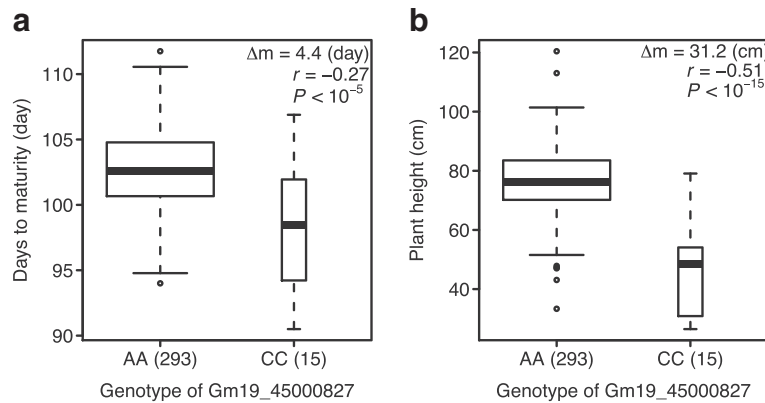 a
Δm = 4.4 (day)
r = −0.27
P < 10⁻⁵
Days to maturity (day)
110
105
100
95
90
AA (293)
CC (15)
Genotype of Gm19_45000827
b
Δm = 31.2 (cm)
r = −0.51
P < 10⁻¹⁵
Plant height (cm)
120
100
80
60
40
AA (293)
CC (15)
Genotype of Gm19_45000827